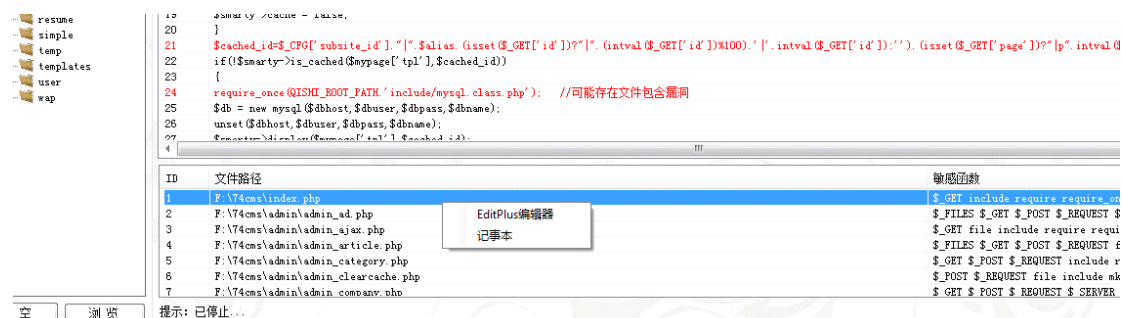 resume
simple
temp
templates
user
wap
19 $smarty->cache = false;
20 }
21 $cached_id=$_CFG['subsite_id']."|".$alias.(isset($_GET['id'])?"|".(intval($_GET['id'])%100).'|'.intval($_GET['id']):'').(isset($_GET['page'])?"|p".intval($
22 if(!$smarty->is_cached($mypage['tpl'],$cached_id))
23 {
24 require_once(QISHI_ROOT_PATH.'include/mysql.class.php'); //可能存在文件包含漏洞
25 $db = new mysql($dbhost,$dbuser,$dbpass,$dbname);
26 unset($dbhost,$dbuser,$dbpass,$dbname);
27 $smarty->display($mypage['tpl'],$cached_id);
ID 文件路径 敏感函数
1 F:\74cms\index.php $_GET include require require_on
2 F:\74cms\admin\admin_ad.php $_FILES $_GET $_POST $_REQUEST $
3 F:\74cms\admin\admin_ajax.php $_GET file include require requi
4 F:\74cms\admin\admin_article.php $_FILES $_GET $_POST $_REQUEST f
5 F:\74cms\admin\admin_category.php $_GET $_POST $_REQUEST include r
6 F:\74cms\admin\admin_clearcache.php $_POST $_REQUEST file include mk
7 F:\74cms\admin\admin_company.php $_GET $_POST $_REQUEST $_SERVER
EditPlus编辑器
记事本
空 浏览 提示: 已停止...